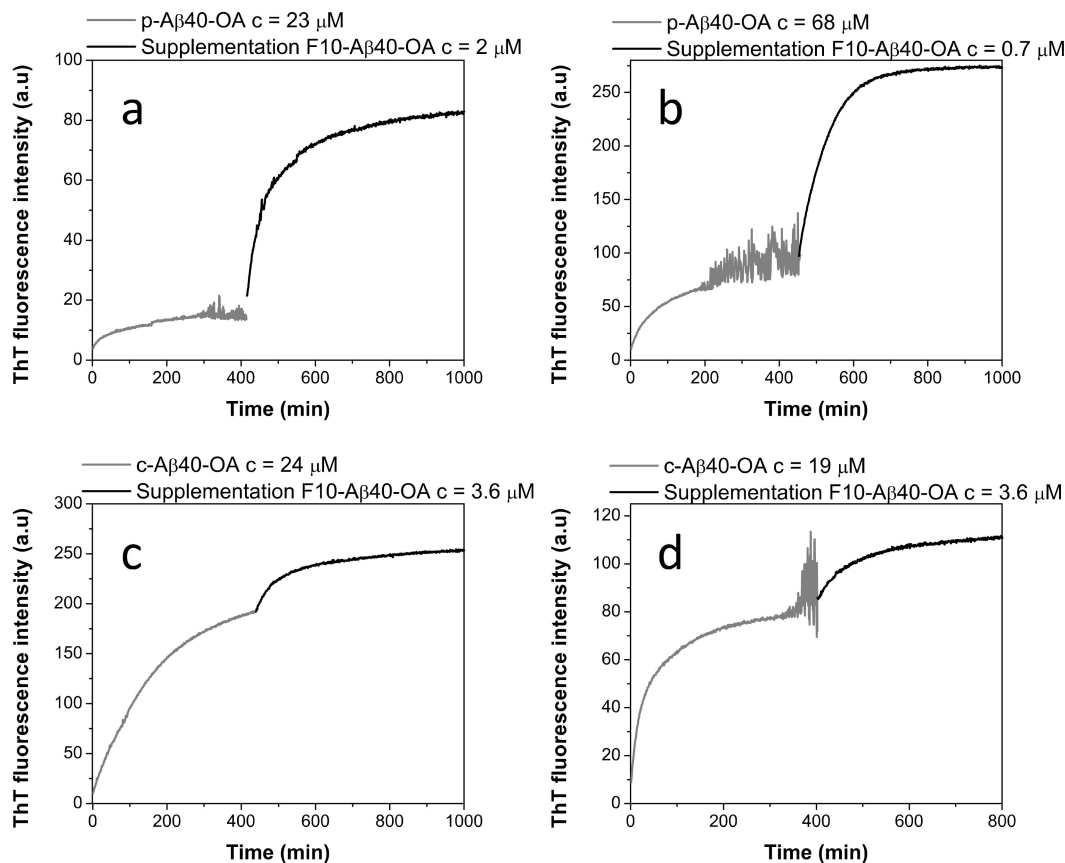 p-Aβ40-OA c = 23 μM
Supplementation F10-Aβ40-OA c = 2 μM
100
80
60
40
20
0
0 200 400 600 800 1000
ThT fluorescence intensity (a.u)
Time (min)
a
p-Aβ40-OA c = 68 μM
Supplementation F10-Aβ40-OA c = 0.7 μM
250
200
150
100
50
0
0 200 400 600 800 1000
ThT fluorescence intensity (a.u)
Time (min)
b
c-Aβ40-OA c = 24 μM
Supplementation F10-Aβ40-OA c = 3.6 μM
300
250
200
150
100
50
0
0 200 400 600 800 1000
ThT fluorescence intensity (a.u)
Time (min)
c
c-Aβ40-OA c = 19 μM
Supplementation F10-Aβ40-OA c = 3.6 μM
120
100
80
60
40
20
0
0 200 400 600 800
ThT fluorescence intensity (a.u)
Time (min)
d